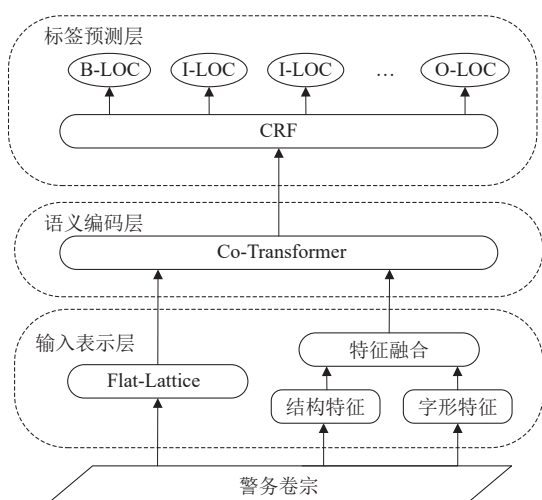 标签预测层
B-LOC I-LOC I-LOC … O-LOC
CRF
语义编码层
Co-Transformer
输入表示层
特征融合
Flat-Lattice
结构特征 字形特征
警务卷宗